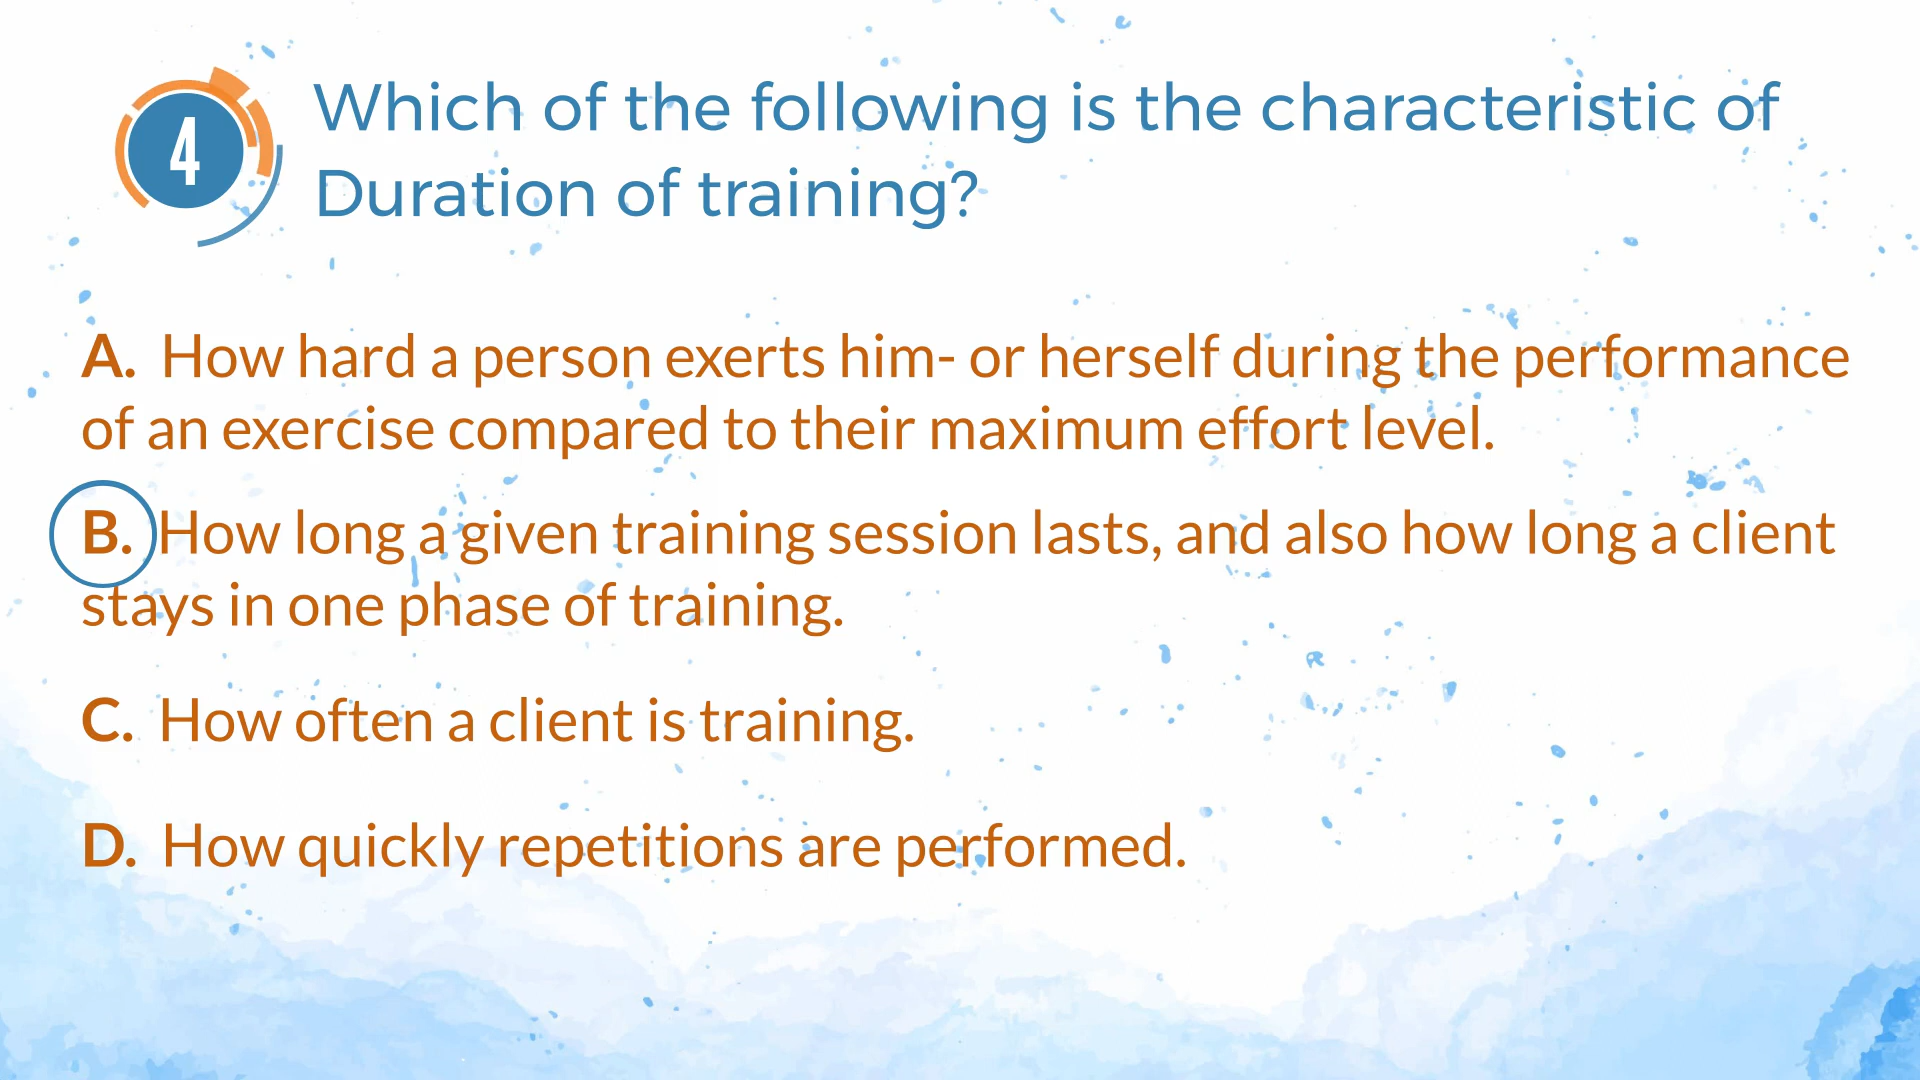 4
Which of the following is the characteristic of
Duration of training?
A. How hard a person exerts him- or herself during the performance
of an exercise compared to their maximum effort level.
B. How long a given training session lasts, and also how long a client
stays in one phase of training.
C. How often a client is training.
D. How quickly repetitions are performed.